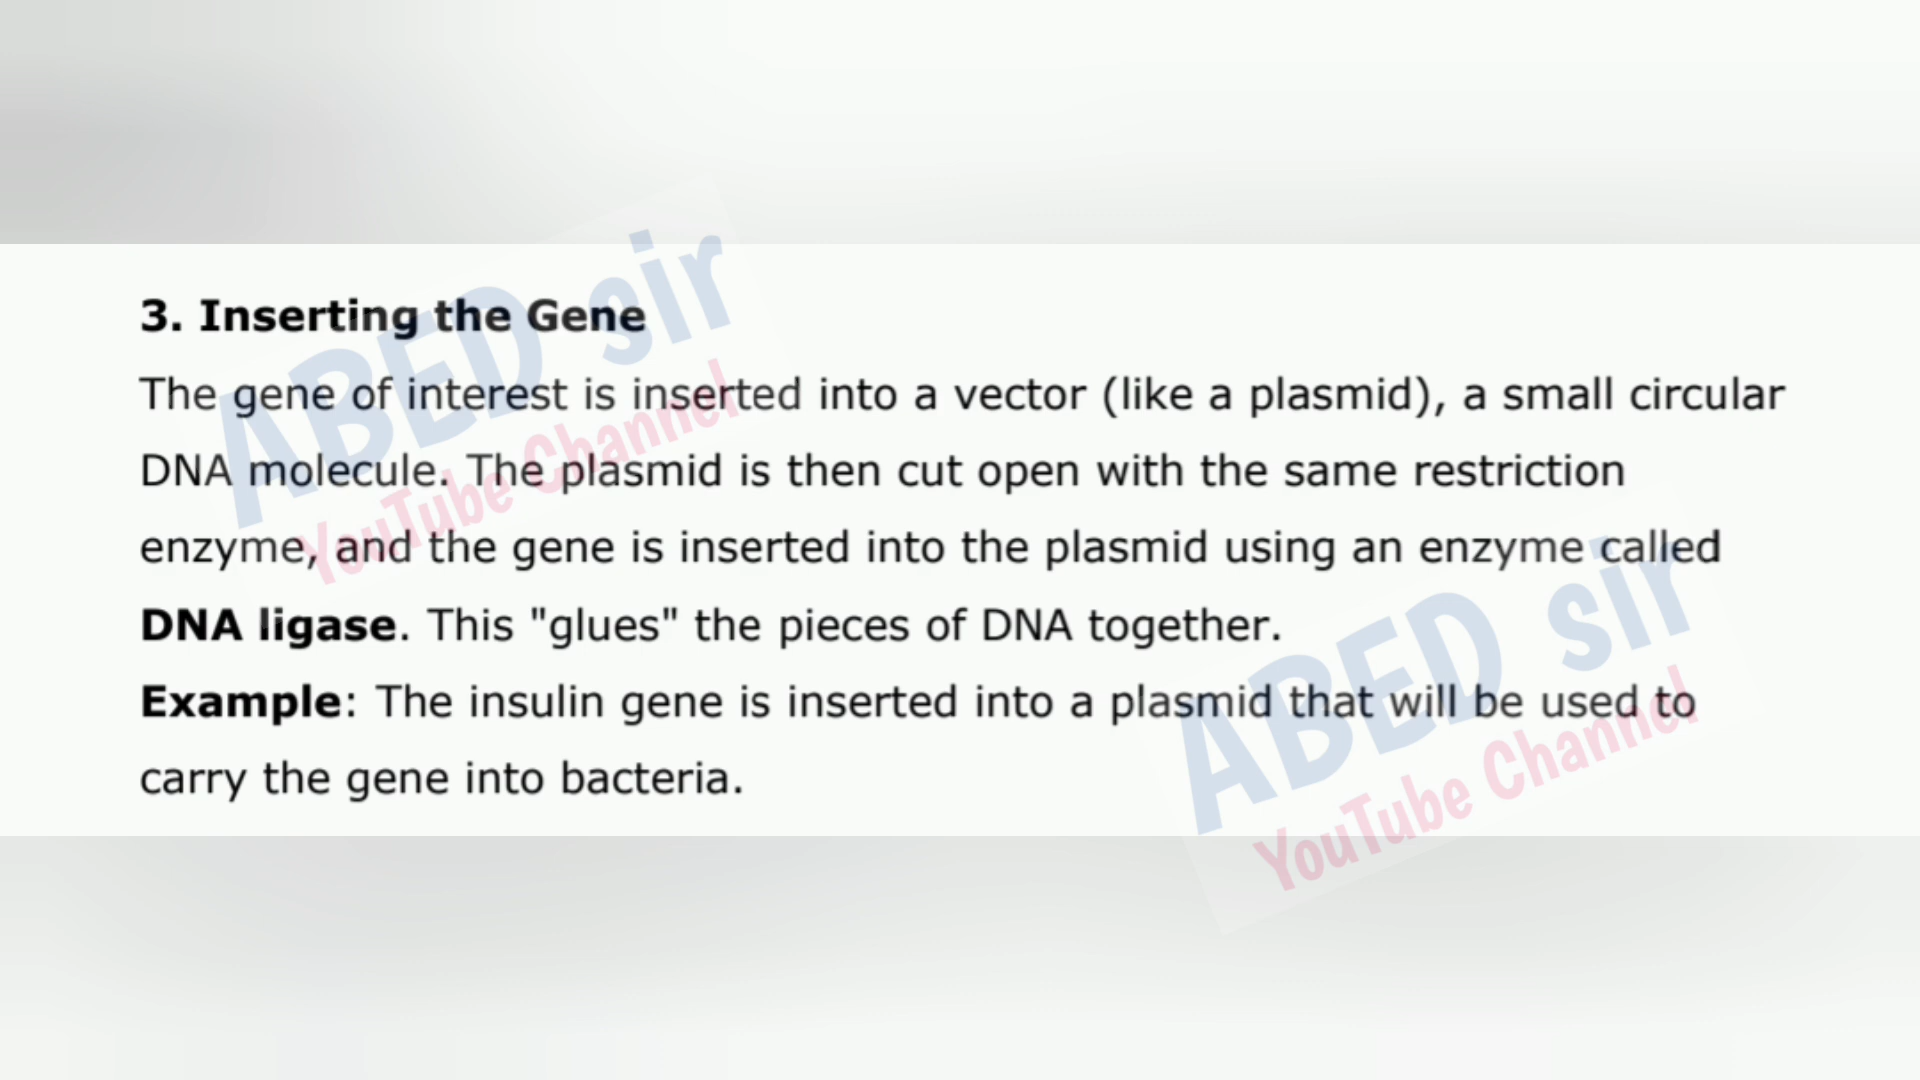 3. Inserting the Gene
The gene of interest is inserted into a vector (like a plasmid), a small circular
DNA molecule. The plasmid is then cut open with the same restriction
enzyme, and the gene is inserted into the plasmid using an enzyme called
DNA ligase. This "glues" the pieces of DNA together.
Example: The insulin gene is inserted into a plasmid that will be used to
carry the gene into bacteria.
ABED sir
YouTube Channel
ABED sir
YouTube Channel